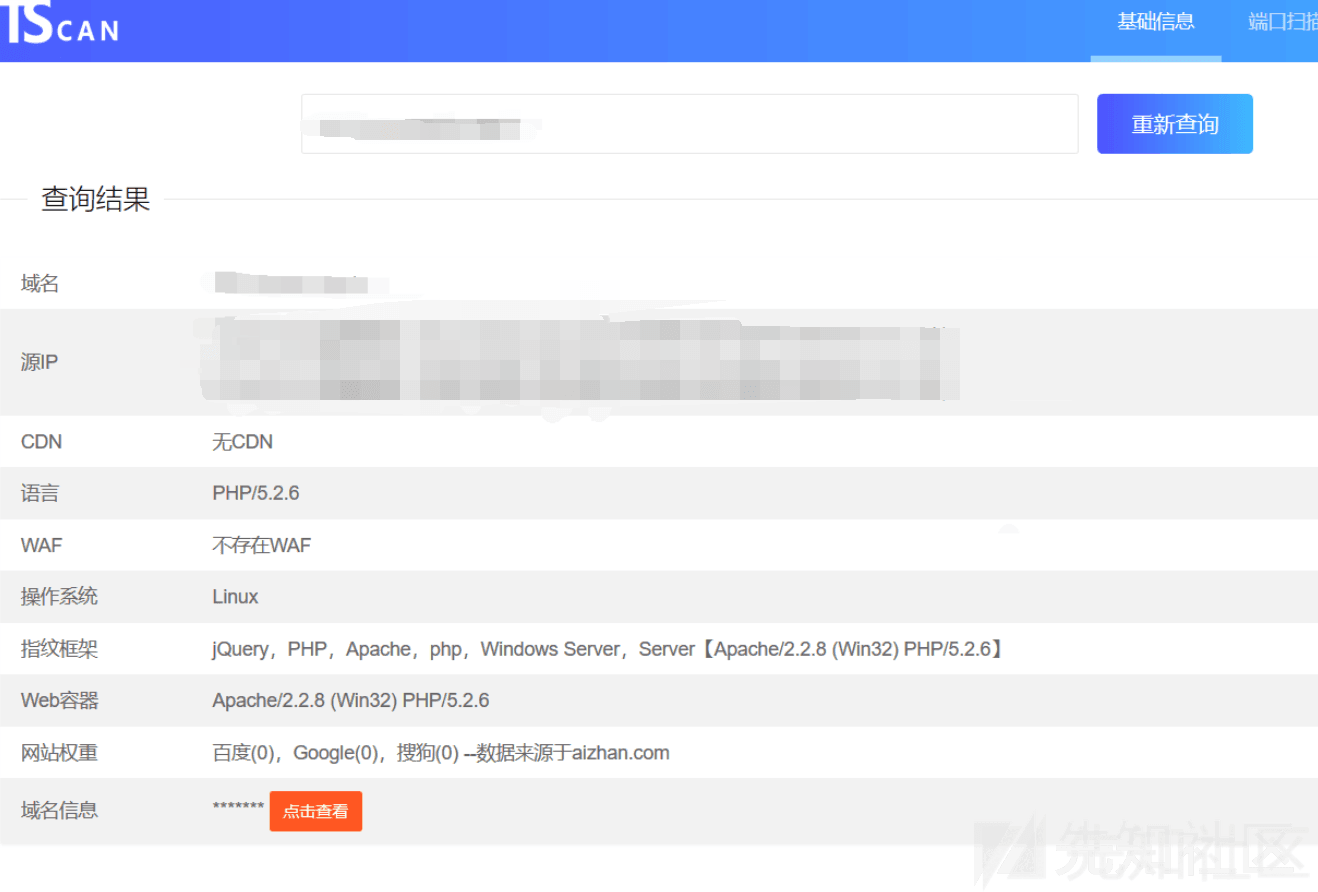 TSCAN
基础信息 端口扫描
重新查询
查询结果
域名
源IP
CDN 无CDN
语言 PHP/5.2.6
WAF 不存在WAF
操作系统 Linux
指纹框架 jQuery，PHP，Apache，php，Windows Server，Server【Apache/2.2.8 (Win32) PHP/5.2.6】
Web容器 Apache/2.2.8 (Win32) PHP/5.2.6
网站权重 百度(0)，Google(0)，搜狗(0) --数据来源于aizhan.com
域名信息 ******* 点击查看
先知社区